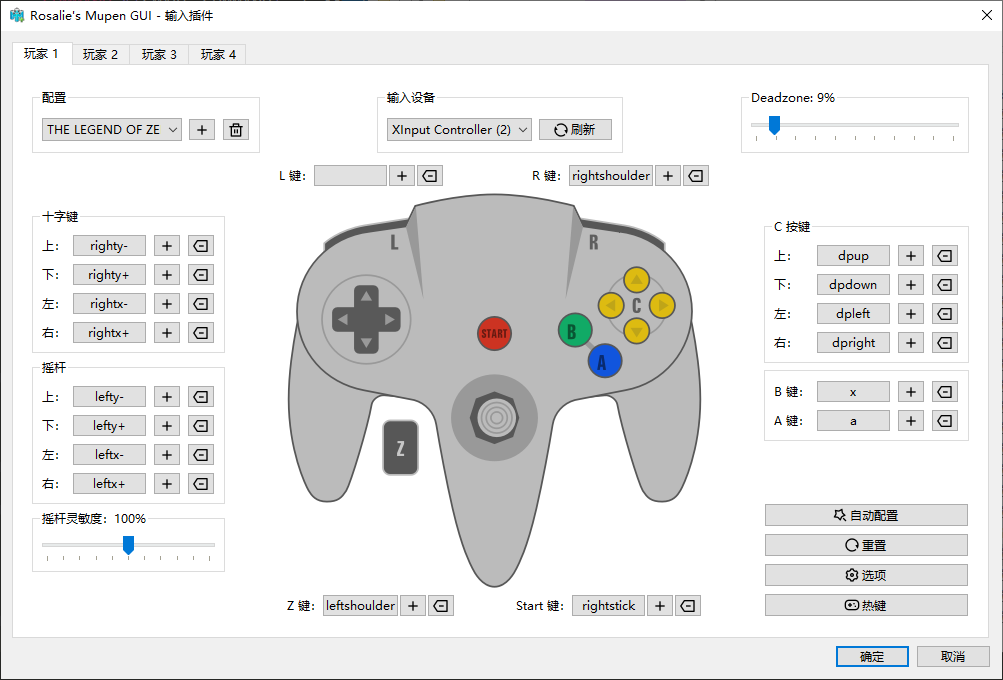 Rosalie's Mupen GUI - 输入插件
玩家 1 玩家 2 玩家 3 玩家 4
配置
THE LEGEND OF ZE
输入设备
XInput Controller (2) 刷新
Deadzone: 9%
L 键:
R 键: rightshoulder
十字键
上: righty-
下: righty+
左: rightx-
右: rightx+
摇杆
上: lefty-
下: lefty+
左: leftx-
右: leftx+
摇杆灵敏度: 100%
L
R
C
START
B
A
Z
Z 键: leftshoulder
Start 键: rightstick
C 按键
上: dpup
下: dpdown
左: dpleft
右: dpright
B 键: x
A 键: a
自动配置
重置
选项
热键
确定 取消